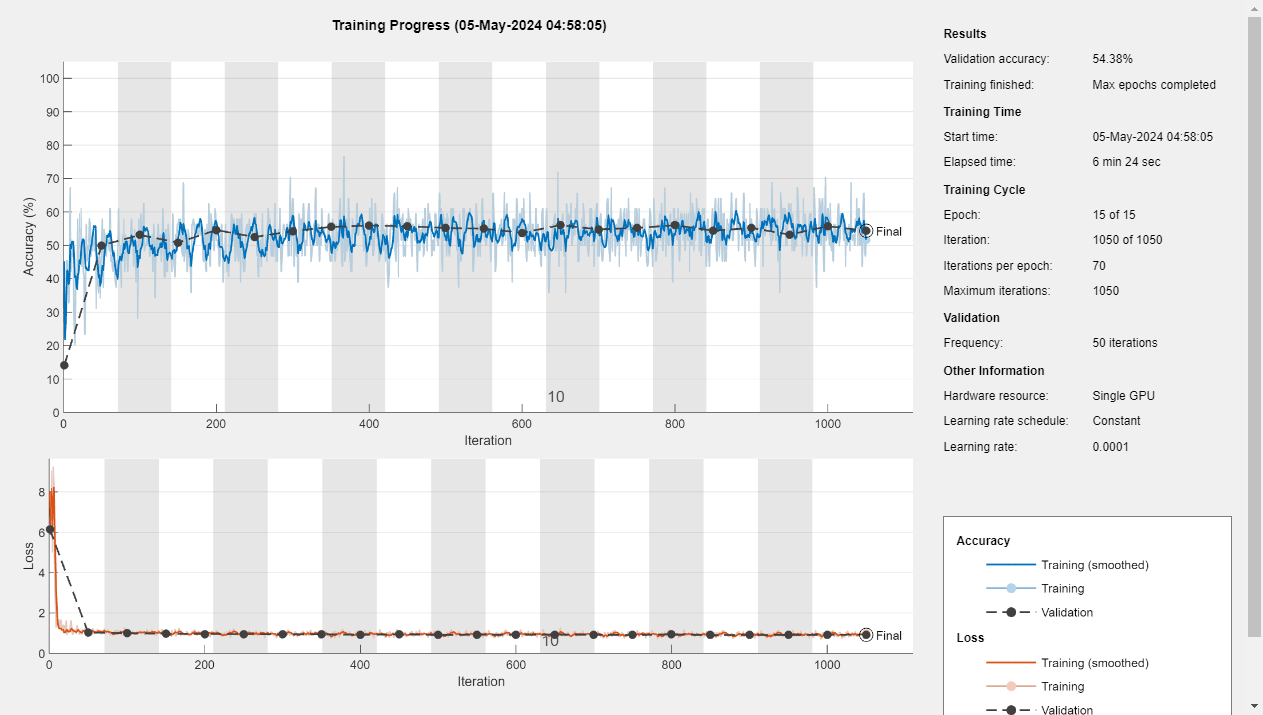 Training Progress (05-May-2024 04:58:05)
100
90
80
70
60
50
40
30
20
10
0
Accuracy (%)
Final
10
0 200 400 600 800 1000
Iteration
8
6
4
2
0
Loss
Final
10
0 200 400 600 800 1000
Iteration
Results
Validation accuracy: 54.38%
Training finished: Max epochs completed
Training Time
Start time: 05-May-2024 04:58:05
Elapsed time: 6 min 24 sec
Training Cycle
Epoch: 15 of 15
Iteration: 1050 of 1050
Iterations per epoch: 70
Maximum iterations: 1050
Validation
Frequency: 50 iterations
Other Information
Hardware resource: Single GPU
Learning rate schedule: Constant
Learning rate: 0.0001
Accuracy
Training (smoothed)
Training
Validation
Loss
Training (smoothed)
Training
Validation